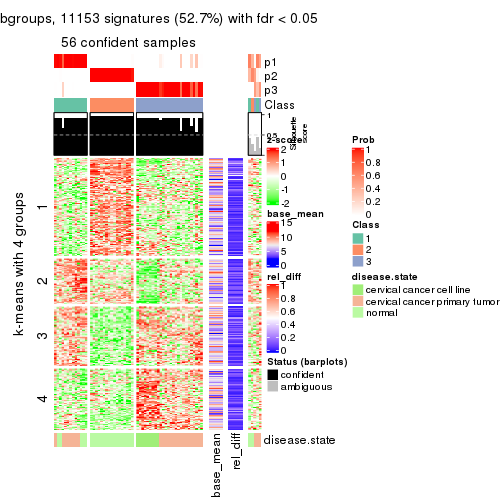 bgroups, 11153 signatures (52.7%) with fdr < 0.05
56 confident samples
p1
p2
p3
Class
1
0.5
0
Silhouette
score
k-means with 4 groups
1
2
3
4
z-score
2
1
0
-1
-2
base_mean
15
10
5
0
rel_diff
1
0.8
0.6
0.4
0.2
0
Status (barplots)
confident
ambiguous
Prob
1
0.8
0.6
0.4
0.2
0
Class
1
2
3
disease.state
cervical cancer cell line
cervical cancer primary tumor
normal
disease.state
base_mean
rel_diff